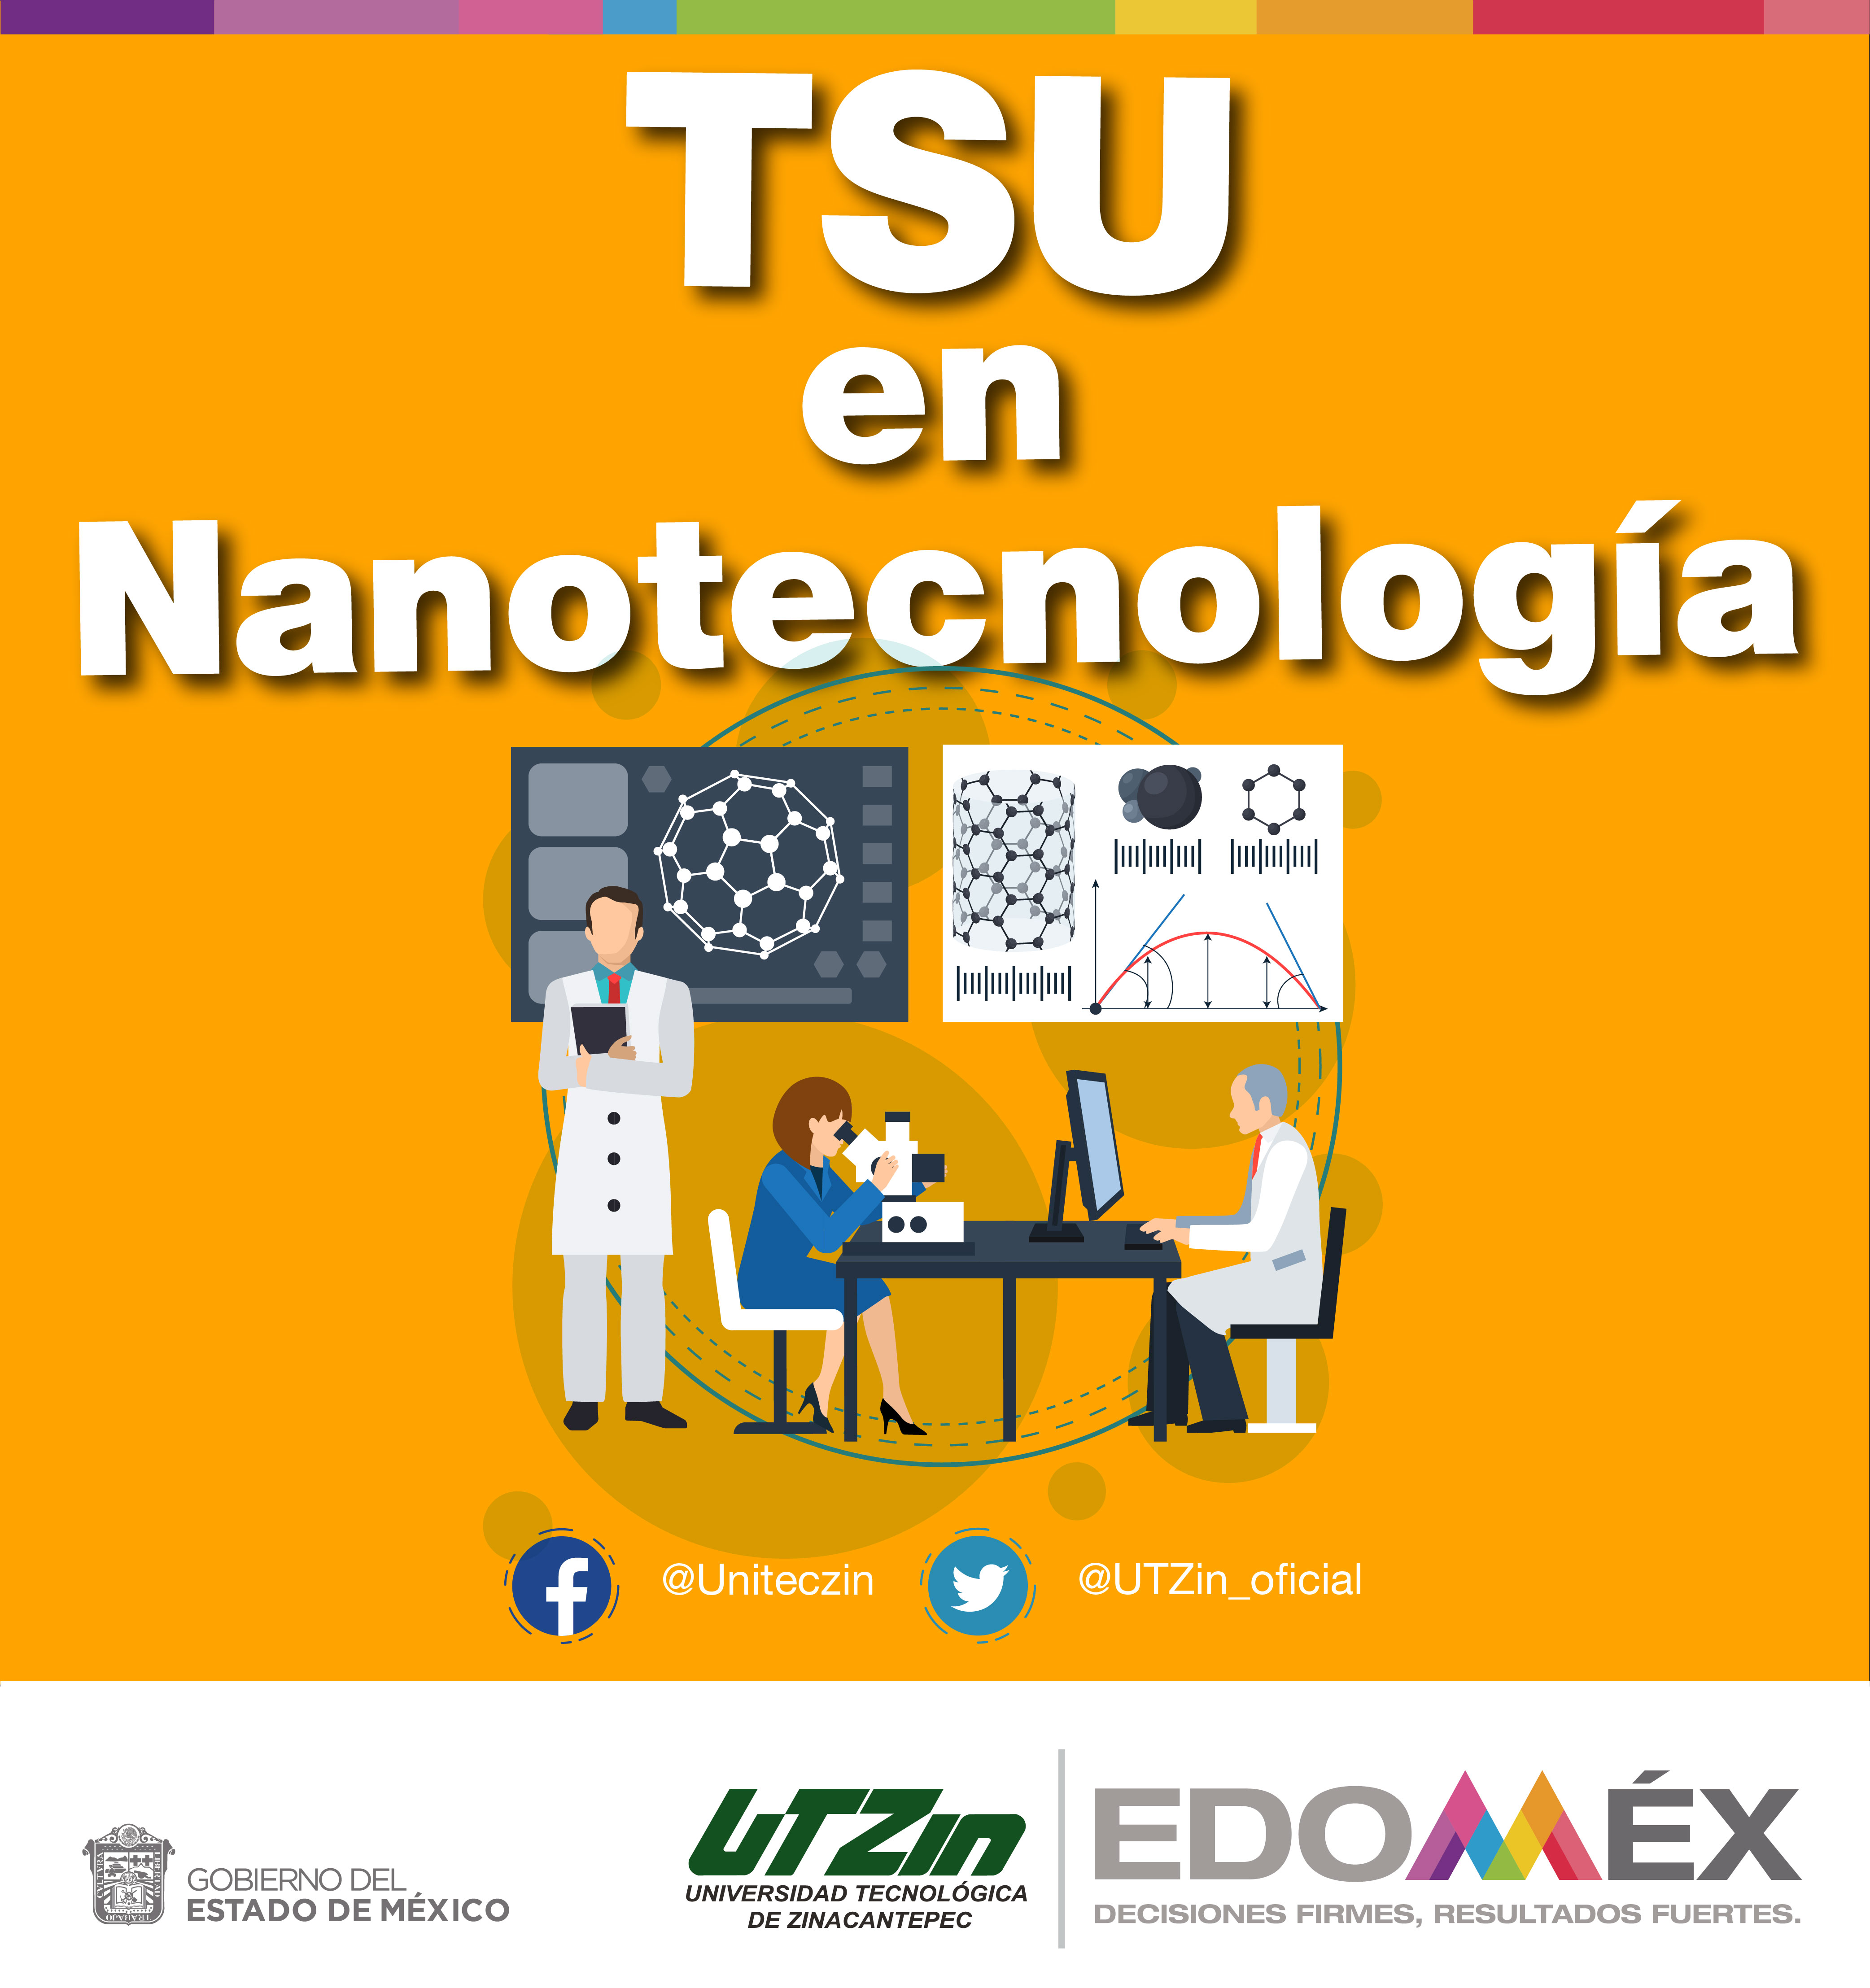 TSU
en
Nanotecnología
@Uniteczin
@UTZin_oficial
GOBIERNO DEL
ESTADO DE MÉXICO
UTZin
UNIVERSIDAD TECNOLÓGICA
DE ZINACANTEPEC
EDOMÉX
DECISIONES FIRMES, RESULTADOS FUERTES.